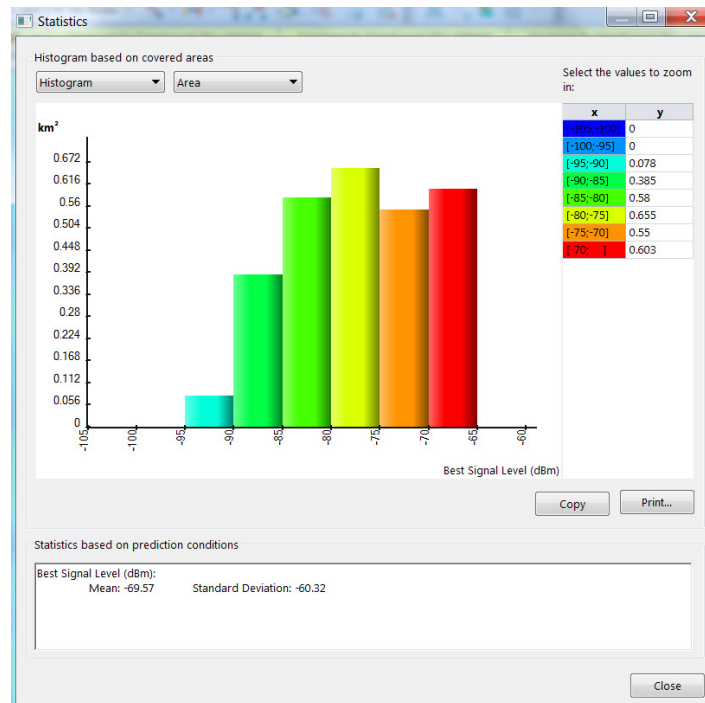 Statistics
Histogram based on covered areas
Histogram
Area
Select the values to zoom
in:
km²
0.672
0.616
0.56
0.504
0.448
0.392
0.336
0.28
0.224
0.168
0.112
0.056
0
-105
-100
-95
-90
-85
-80
-75
-70
-65
-60
Best Signal Level (dBm)
x y
[-105;-100] 0
[-100;-95] 0
[-95;-90] 0.078
[-90;-85] 0.385
[-85;-80] 0.58
[-80;-75] 0.655
[-75;-70] 0.55
[-70; ] 0.603
Copy
Print...
Statistics based on prediction conditions
Best Signal Level (dBm):
Mean: -69.57 Standard Deviation: -60.32
Close